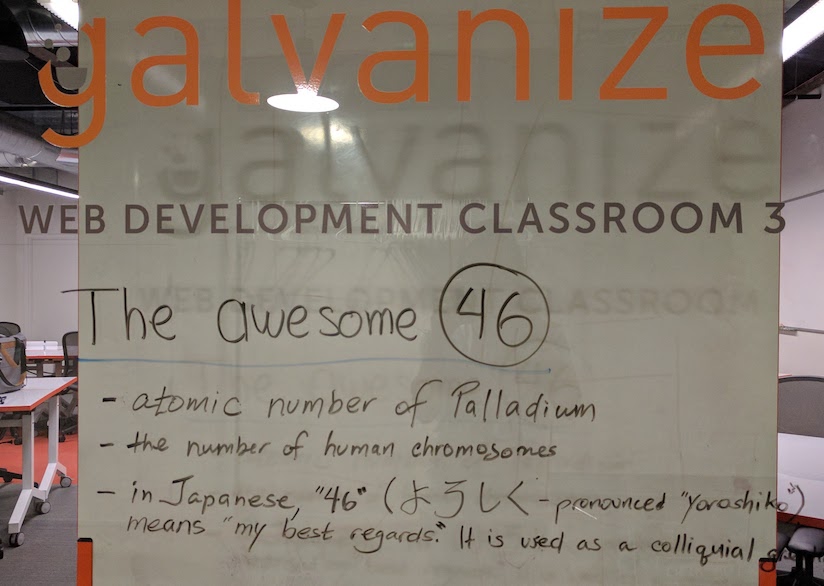 galvanize
WEB DEVELOPMENT CLASSROOM 3
The awesome 46
- atomic number of Palladium
- the number of human chromosomes
- in Japanese, "46" (よろしく - pronounced "Yoroshiko")
means "my best regards." It is used as a colliquial